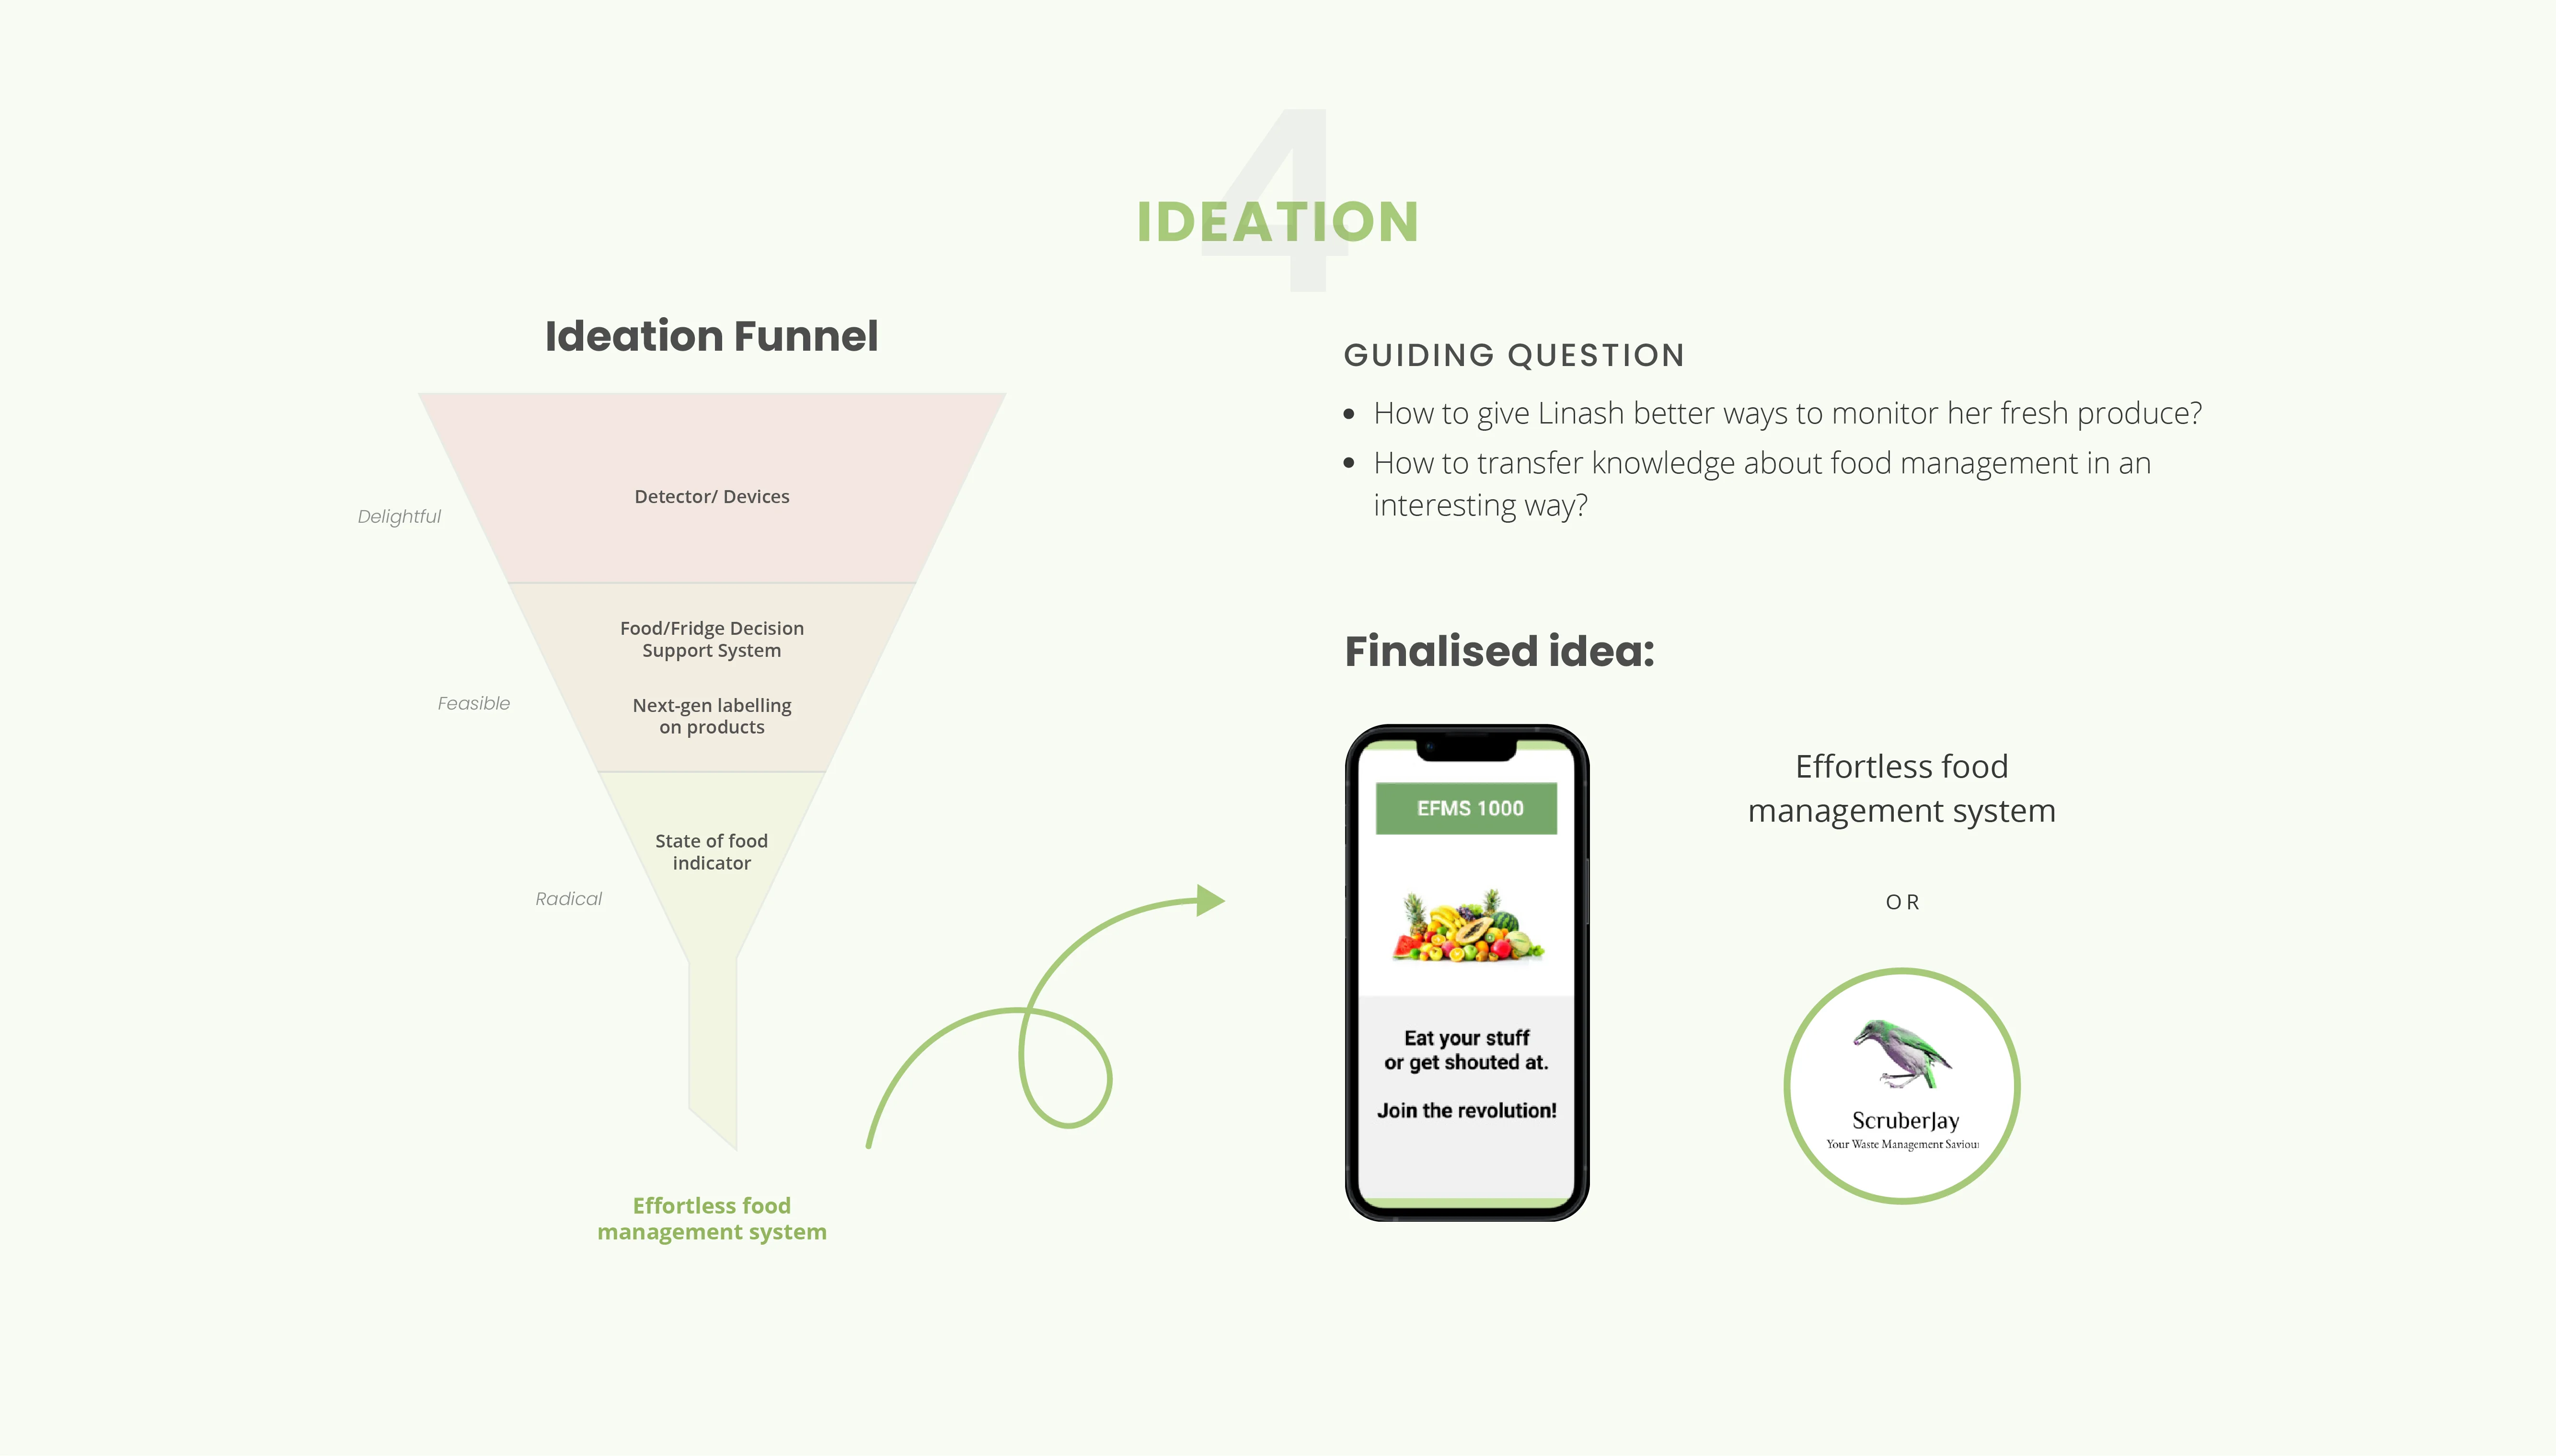 4
IDEATION
Ideation Funnel
Delightful
Detector/ Devices
Feasible
Food/Fridge Decision
Support System
Next-gen labelling
on products
Radical
State of food
indicator
Effortless food
management system
GUIDING QUESTION
• How to give Linash better ways to monitor her fresh produce?
• How to transfer knowledge about food management in an
interesting way?
Finalised idea:
EFMS 1000
Eat your stuff
or get shouted at.
Join the revolution!
Effortless food
management system
OR
ScruberJay
Your Waste Management Saviour